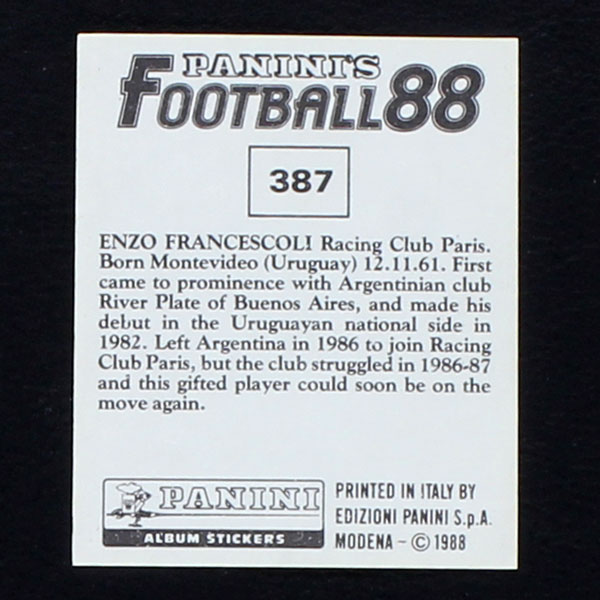 PANINI'S
FOOTBALL 88
387
ENZO FRANCESCOLI Racing Club Paris.
Born Montevideo (Uruguay) 12.11.61. First
came to prominence with Argentinian club
River Plate of Buenos Aires, and made his
debut in the Uruguayan national side in
1982. Left Argentina in 1986 to join Racing
Club Paris, but the club struggled in 1986-87
and this gifted player could soon be on the
move again.
PANINI
ALBUM STICKERS
PRINTED IN ITALY BY
EDIZIONI PANINI S.p.A.
MODENA - © 1988